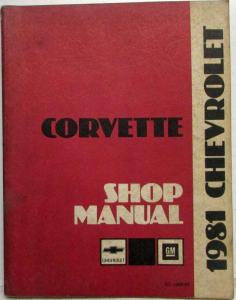 CORVETTE
SHOP
MANUAL
CHEVROLET
GM
1981 CHEVROLET